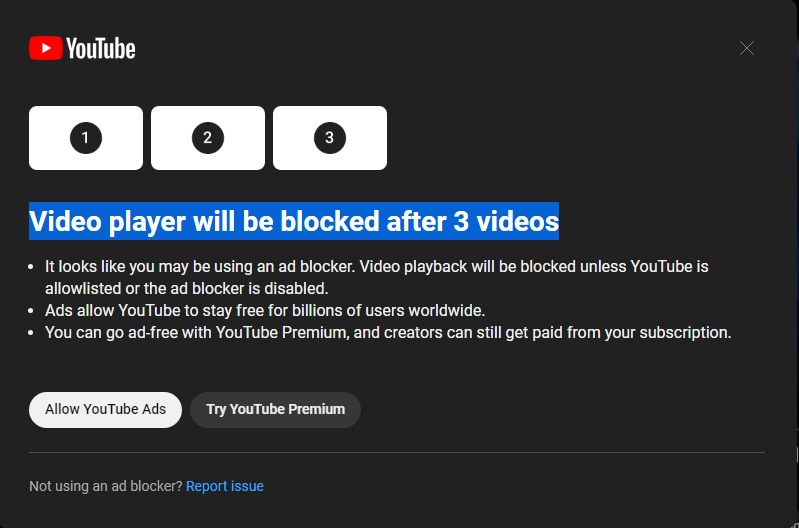 YouTube
1 2 3
Video player will be blocked after 3 videos
• It looks like you may be using an ad blocker. Video playback will be blocked unless YouTube is
allowlisted or the ad blocker is disabled.
• Ads allow YouTube to stay free for billions of users worldwide.
• You can go ad-free with YouTube Premium, and creators can still get paid from your subscription.
Allow YouTube Ads Try YouTube Premium
Not using an ad blocker? Report issue